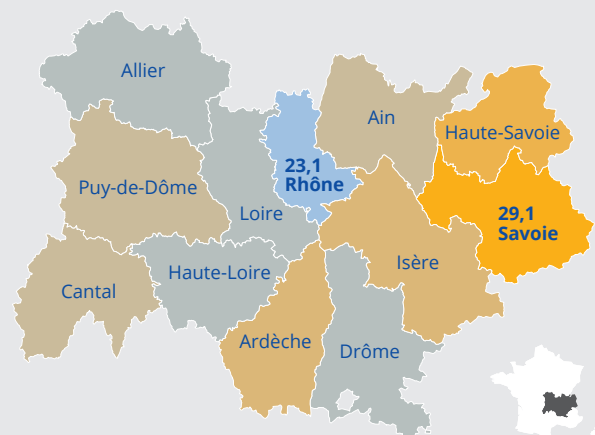 Allier
Ain
Haute-Savoie
23,1
Rhône
Puy-de-Dôme
Loire
29,1
Savoie
Isère
Haute-Loire
Cantal
Ardèche
Drôme